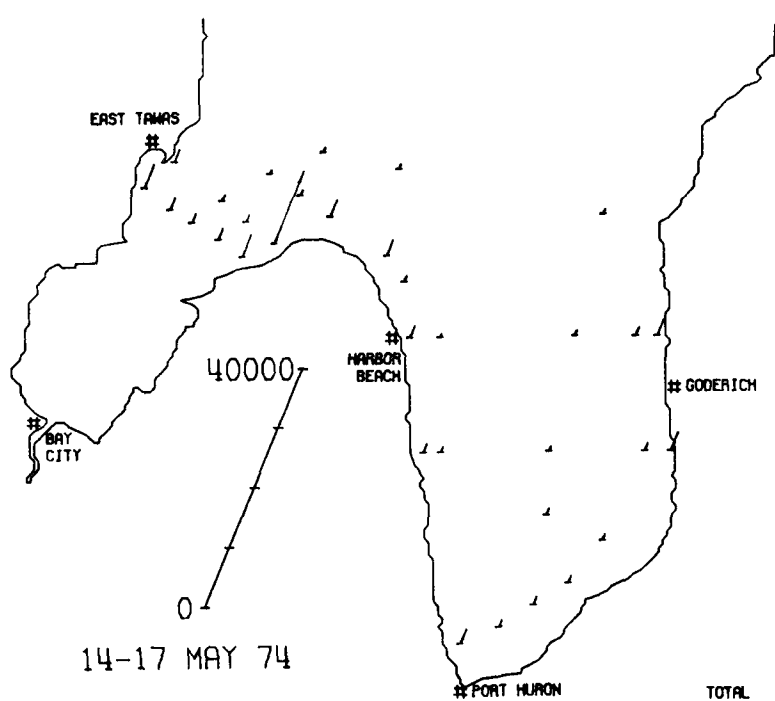 EAST TAWAS
#
40000
#
HARBOR
BEACH
# GODERICH
#
BAY
CITY
0
14-17 MAY 74
# PORT HURON
TOTAL